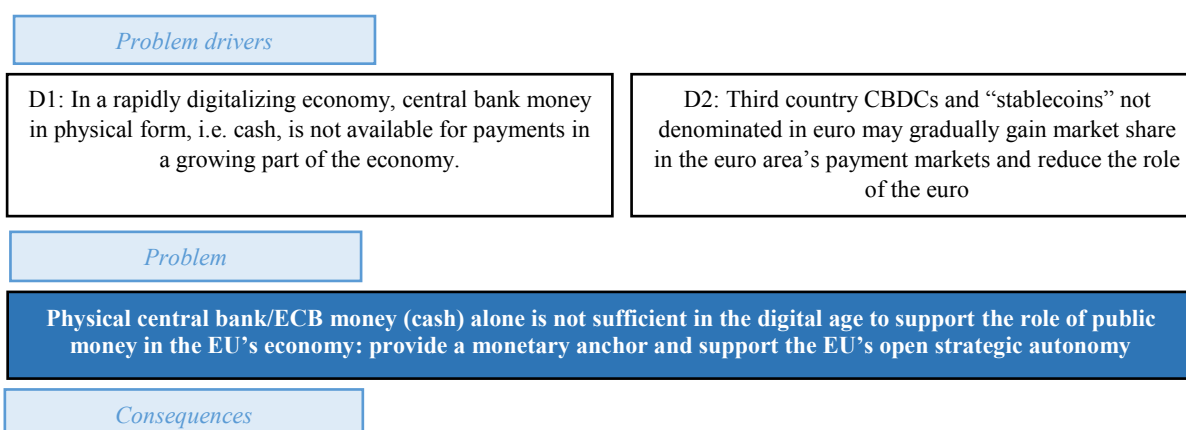 Problem drivers
D1: In a rapidly digitalizing economy, central bank money
in physical form, i.e. cash, is not available for payments in
a growing part of the economy.
D2: Third country CBDCs and “stablecoins” not
denominated in euro may gradually gain market share
in the euro area’s payment markets and reduce the role
of the euro
Problem
Physical central bank/ECB money (cash) alone is not sufficient in the digital age to support the role of public
money in the EU’s economy: provide a monetary anchor and support the EU’s open strategic autonomy
Consequences